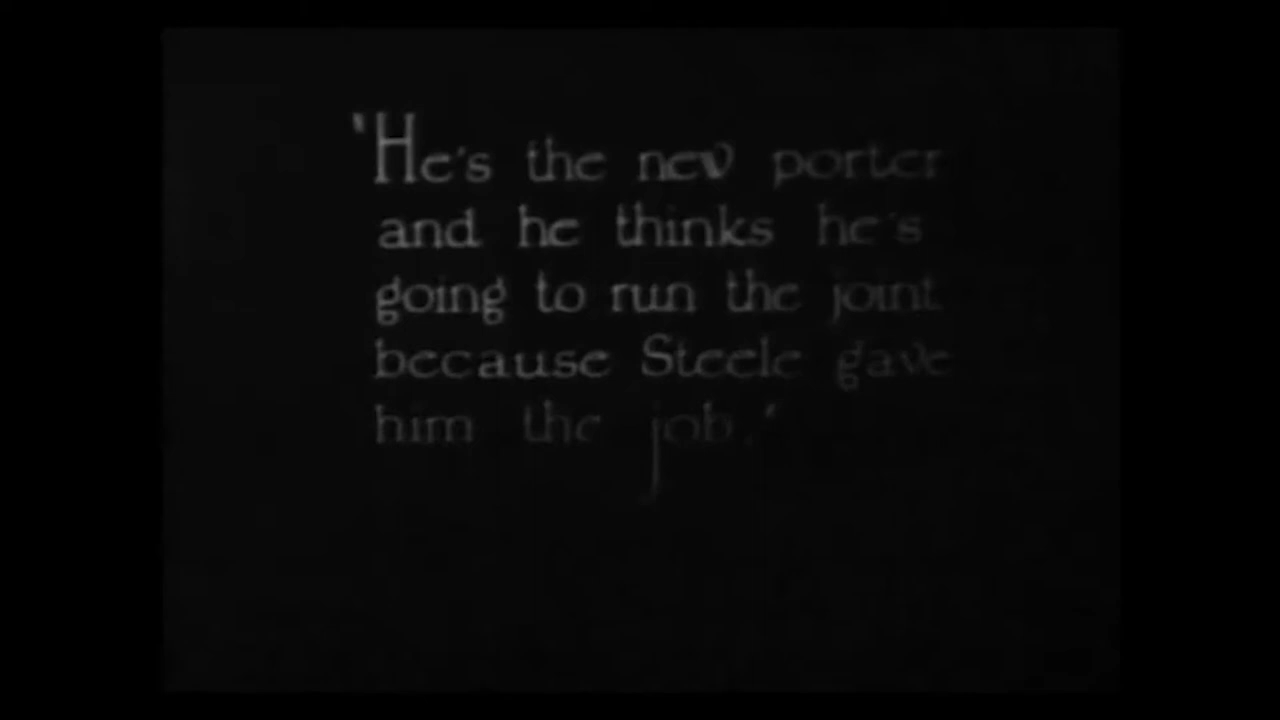 "He's the new porter
and he thinks he's
going to run the joint
because Steele gave
him the job."